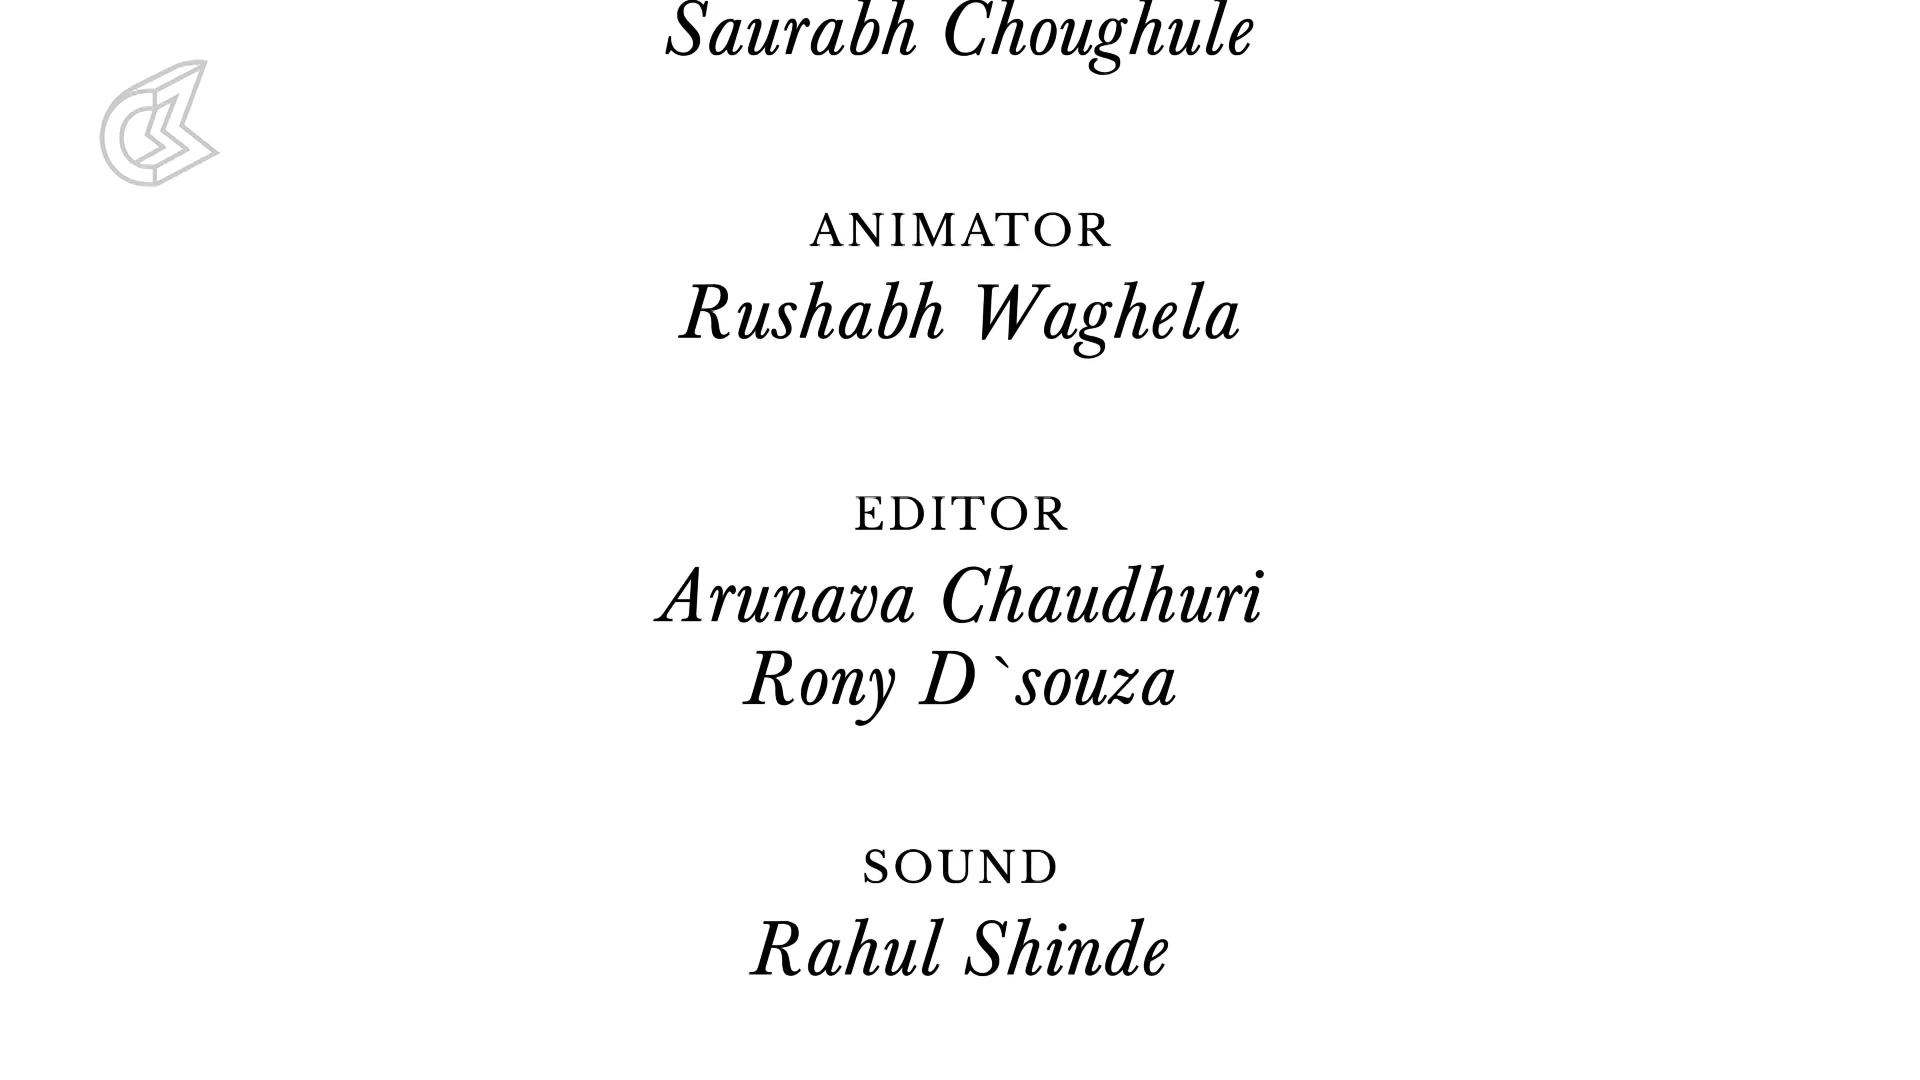 Saurabh Choughule
ANIMATOR
Rushabh Waghela
EDITOR
Arunava Chaudhuri
Rony D`souza
SOUND
Rahul Shinde